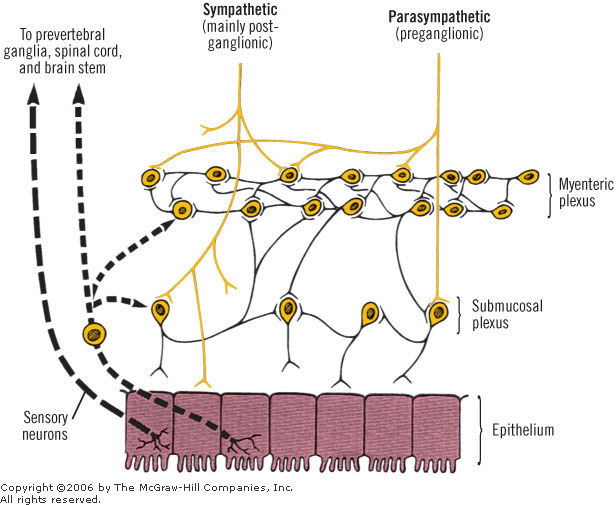 Sympathetic
(mainly post-
ganglionic)
Parasympathetic
(preganglionic)
To prevertebral
ganglia, spinal cord,
and brain stem
Myenteric
plexus
Submucosal
plexus
Sensory
neurons
Epithelium
Copyright ©2006 by The McGraw-Hill Companies, Inc.
All rights reserved.